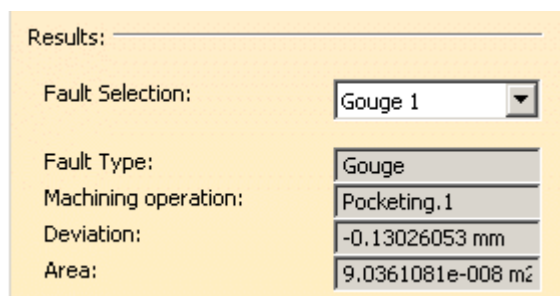 Results:
Fault Selection: Gouge 1
Fault Type: Gouge
Machining operation: Pocketing.1
Deviation: -0.13026053 mm
Area: 9.0361081e-008 m2